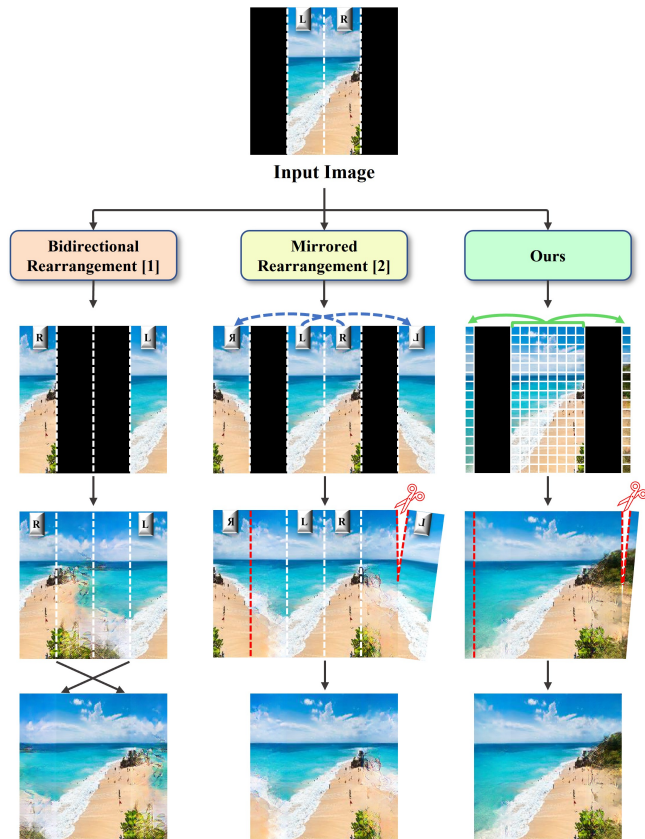 L R
Input Image
Bidirectional
Rearrangement [1]
Mirrored
Rearrangement [2]
Ours
R L
R L R L
R L
R L R L